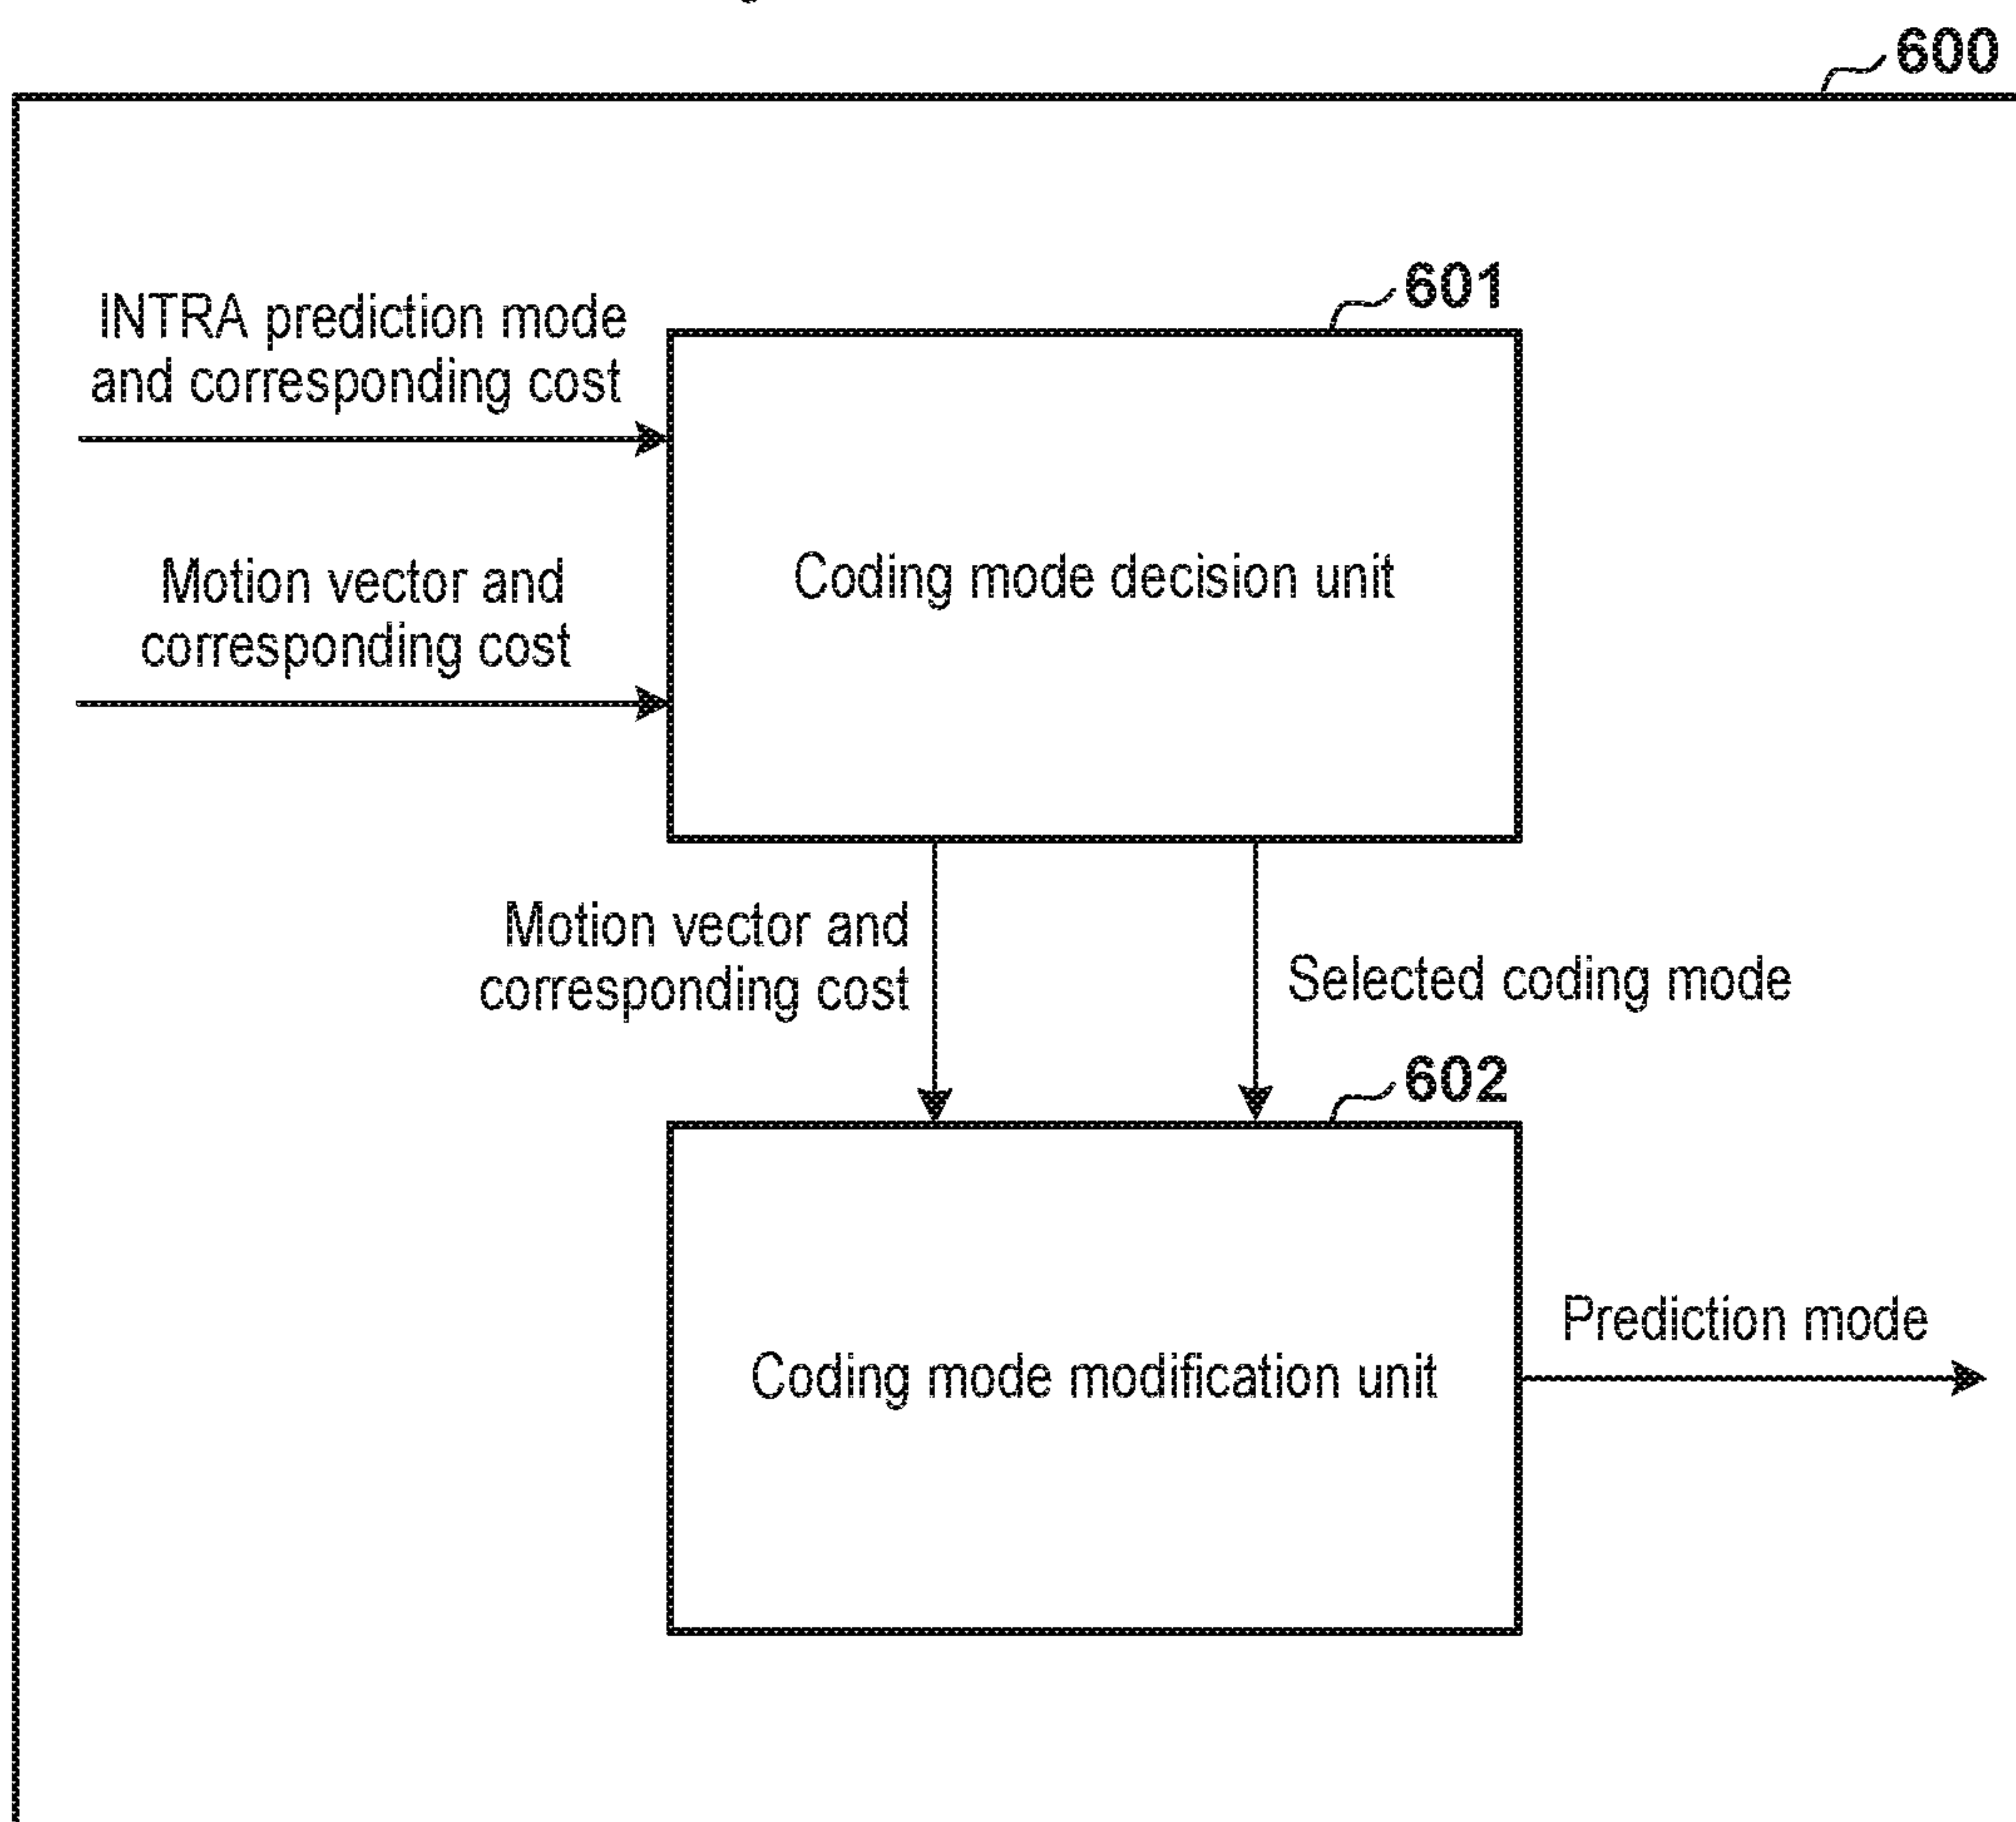 600
601
INTRA prediction mode
and corresponding cost
Coding mode decision unit
Motion vector and
corresponding cost
Motion vector and
corresponding cost
Selected coding mode
602
Coding mode modification unit
Prediction mode